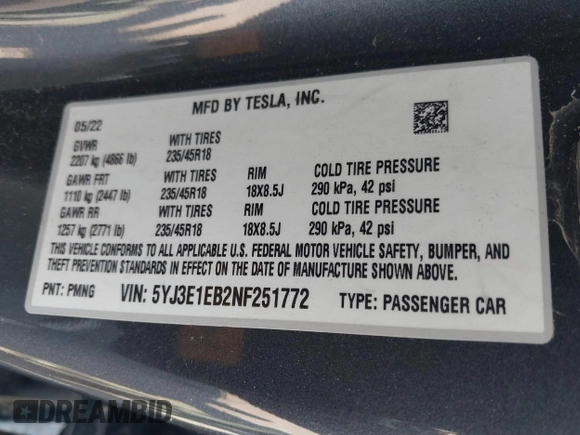 MFD BY TESLA, INC.
05/22
GVWR WITH TIRES
2207 kg (4866 lb) 235/45R18
GAWR FRT WITH TIRES RIM COLD TIRE PRESSURE
1110 kg (2447 lb) 235/45R18 18X8.5J 290 kPa, 42 psi
GAWR RR WITH TIRES RIM COLD TIRE PRESSURE
1257 kg (2771 lb) 235/45R18 18X8.5J 290 kPa, 42 psi
THIS VEHICLE CONFORMS TO ALL APPLICABLE U.S. FEDERAL MOTOR VEHICLE SAFETY, BUMPER, AND
THEFT PREVENTION STANDARDS IN EFFECT ON THE DATE OF MANUFACTURE SHOWN ABOVE.
PNT: PMNG VIN: 5YJ3E1EB2NF251772 TYPE: PASSENGER CAR
DREAMBID